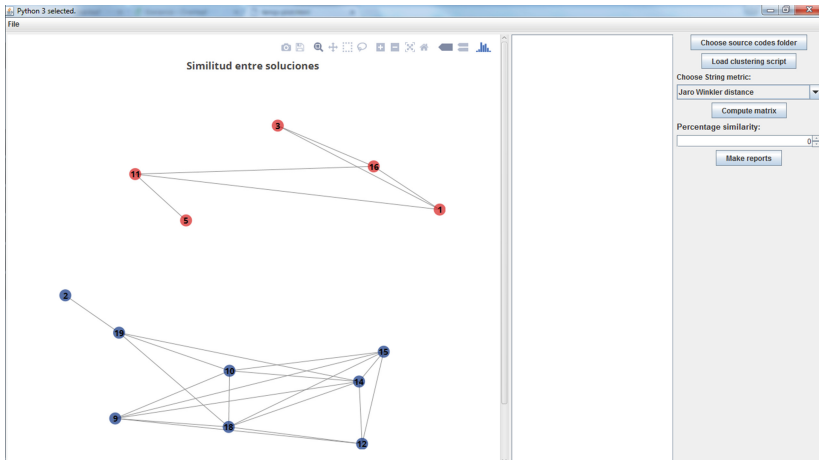 Python 3 selected.
File
Similitud entre soluciones
3
16
11
1
5
2
19
15
10
14
9
18
12
Choose source codes folder
Load clustering script
Choose String metric:
Jaro Winkler distance
Compute matrix
Percentage similarity:
0
Make reports